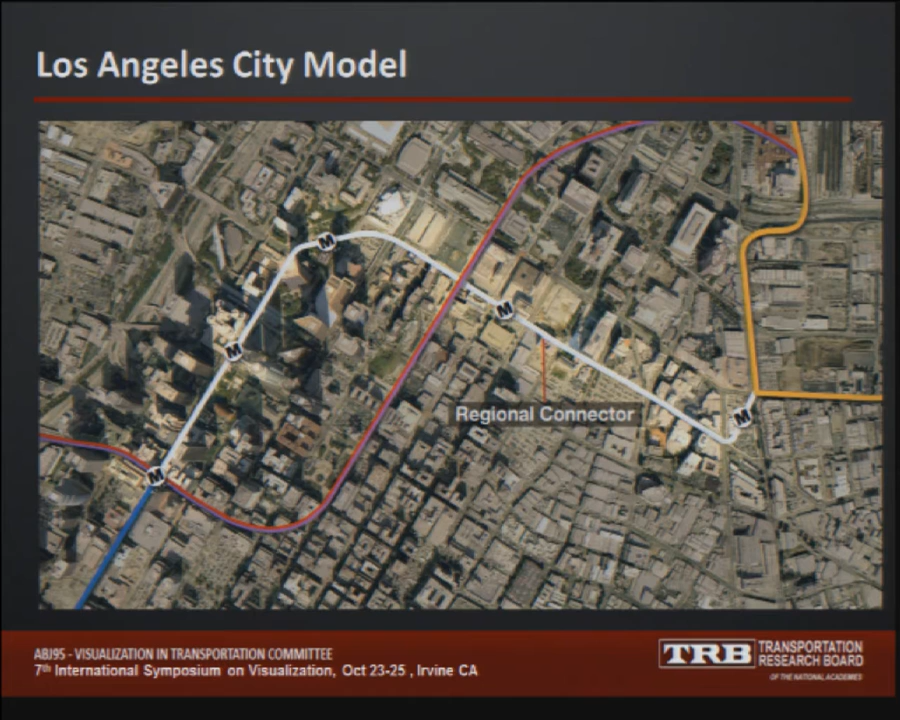 Los Angeles City Model
M
M
M
Regional Connector
M
M
ABJ95 - VISUALIZATION IN TRANSPORTATION COMMITTEE
7th International Symposium on Visualization, Oct 23-25 , Irvine CA
TRB
TRANSPORTATION
RESEARCH BOARD
OF THE NATIONAL ACADEMIES